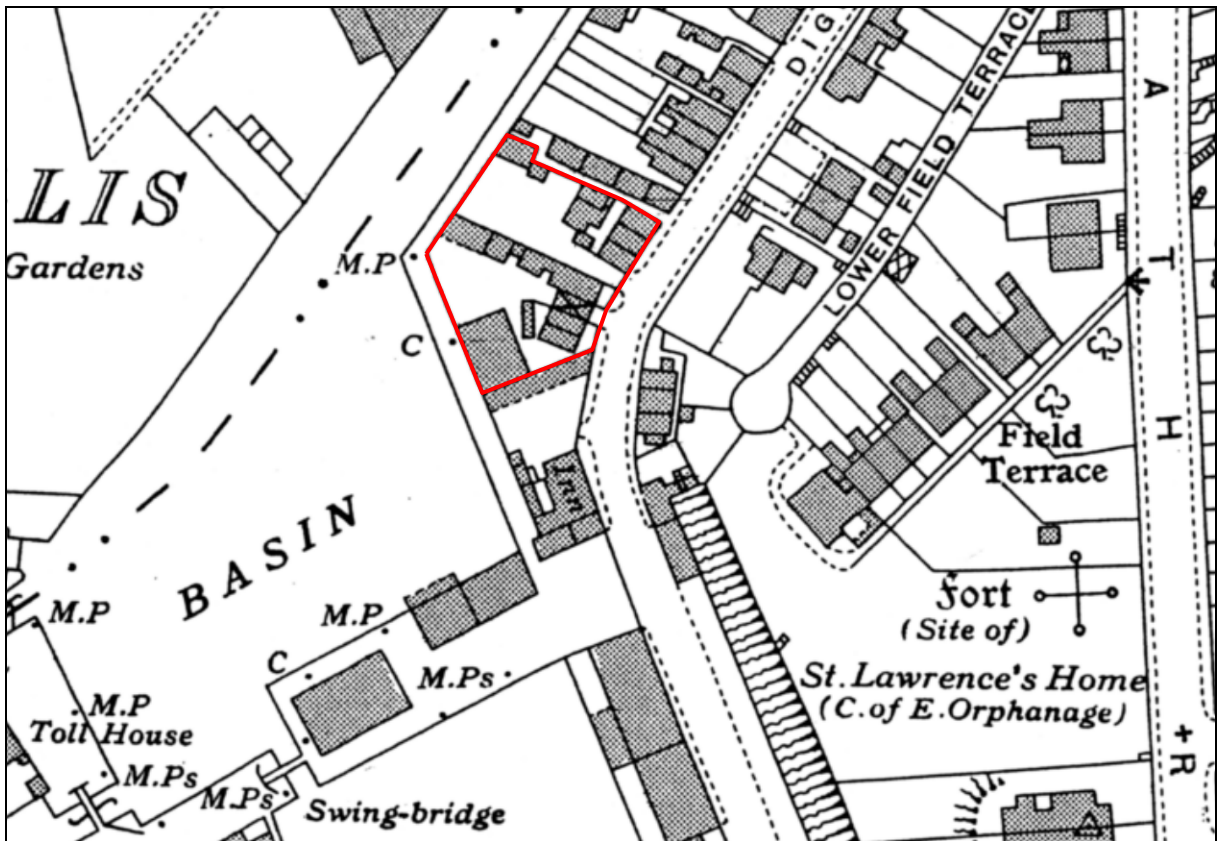 DIG
LOWER FIELD TERRACE
A
T
H
+R
LIS
Gardens
M.P
C
Field
Terrace
Inn
BASIN
Fort
(Site of)
M.P
M.P
C
M.Ps
St. Lawrence's Home
(C. of E. Orphanage)
M.P
Toll House
M.Ps
M.Ps
Swing-bridge